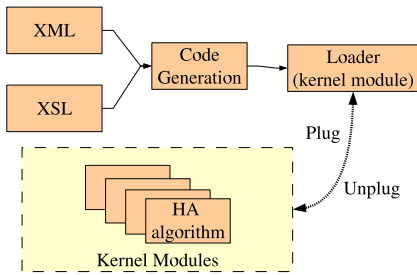 XML
XSL
Code
Generation
Loader
(kernel module)
Plug
Unplug
HA
algorithm
Kernel Modules